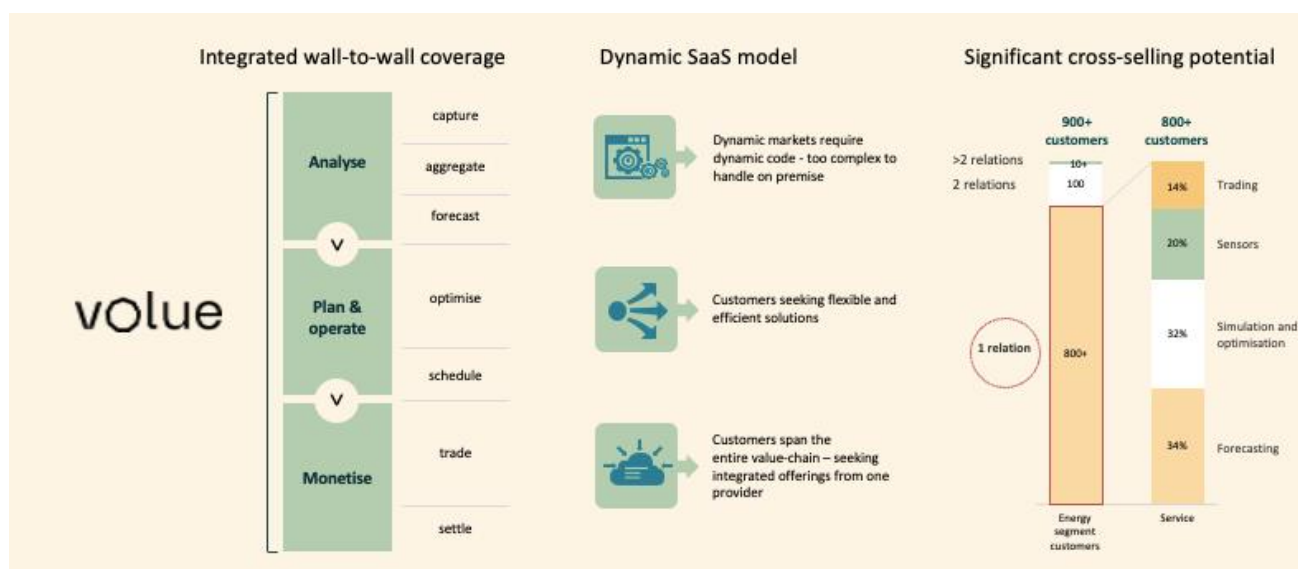 Integrated wall-to-wall coverage
Dynamic SaaS model
Significant cross-selling potential
volue
Analyse
capture
aggregate
forecast
v
Plan &
operate
optimise
schedule
v
Monetise
trade
settle
Dynamic markets require
dynamic code - too complex to
handle on premise
Customers seeking flexible and
efficient solutions
Customers span the
entire value-chain – seeking
integrated offerings from one
provider
900+
customers
800+
customers
>2 relations
10+
2 relations
100
1 relation
800+
14%
Trading
20%
Sensors
32%
Simulation and
optimisation
34%
Forecasting
Energy
segment
customers
Service